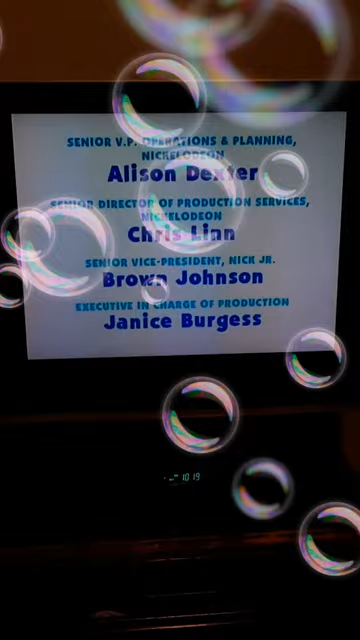 SENIOR V.P. OPERATIONS & PLANNING,
NICKELODEON
Alison Dexter
SENIOR DIRECTOR OF PRODUCTION SERVICES,
NICKELODEON
Chris Linn
SENIOR VICE-PRESIDENT, NICK JR.
Brown Johnson
EXECUTIVE IN CHARGE OF PRODUCTION
Janice Burgess
10 19